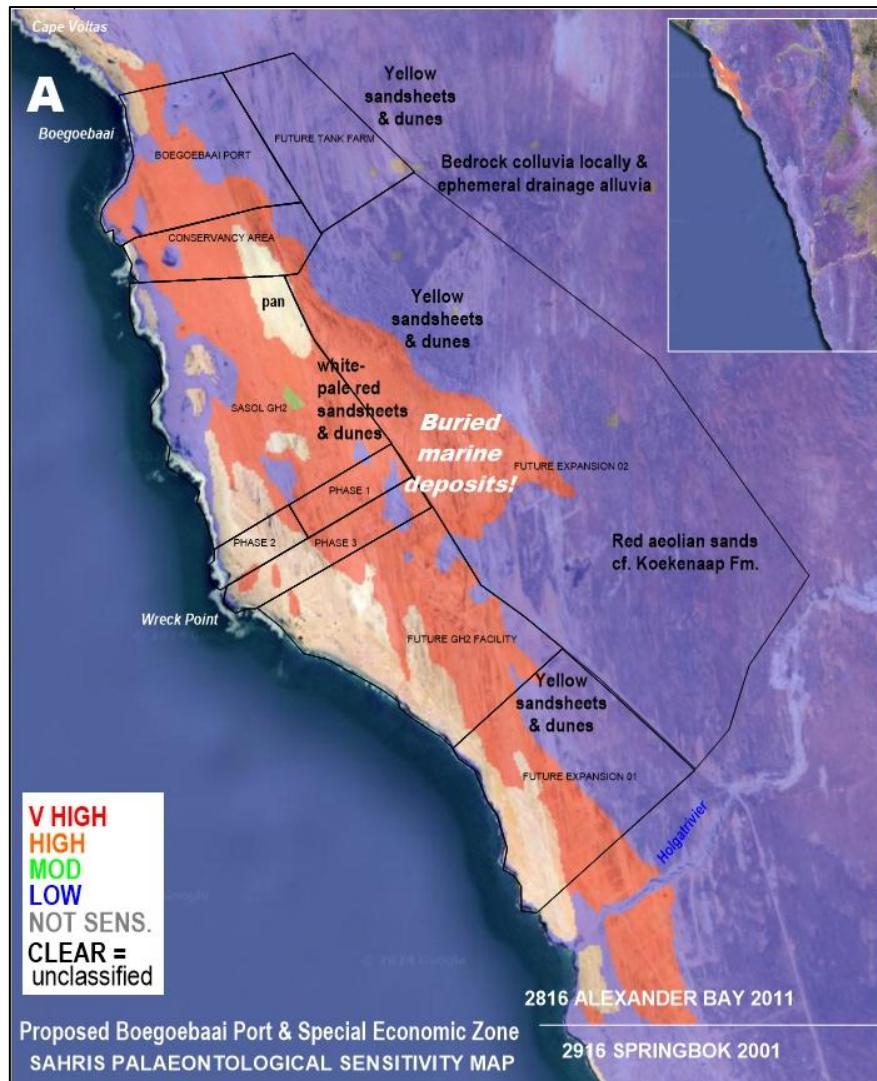 Cape Voltas
A
Yellow
sandsheets
& dunes
Boegoebaai
FUTURE TANK FARM
BOEGOEBAAI PORT
Bedrock colluvia locally &
ephemeral drainage alluvia
CONSERVANCY AREA
pan
Yellow
sandsheets
& dunes
white-
pale red
sandsheets
& dunes
SASOL GH2
Buried
marine
deposits!
FUTURE EXPANSION 02
PHASE 1
PHASE 2
PHASE 3
Red aeolian sands
cf. Koekenaap Fm.
Wreck Point
FUTURE GH2 FACILITY
Yellow
sandsheets
& dunes
FUTURE EXPANSION 01
Holgatrivier
V HIGH
HIGH
MOD
LOW
NOT SENS.
CLEAR =
unclassified
© 2024 Google
2816 ALEXANDER BAY 2011
2916 SPRINGBOK 2001
Proposed Boegoebaai Port & Special Economic Zone
SAHRIS PALAEONTOLOGICAL SENSITIVITY MAP